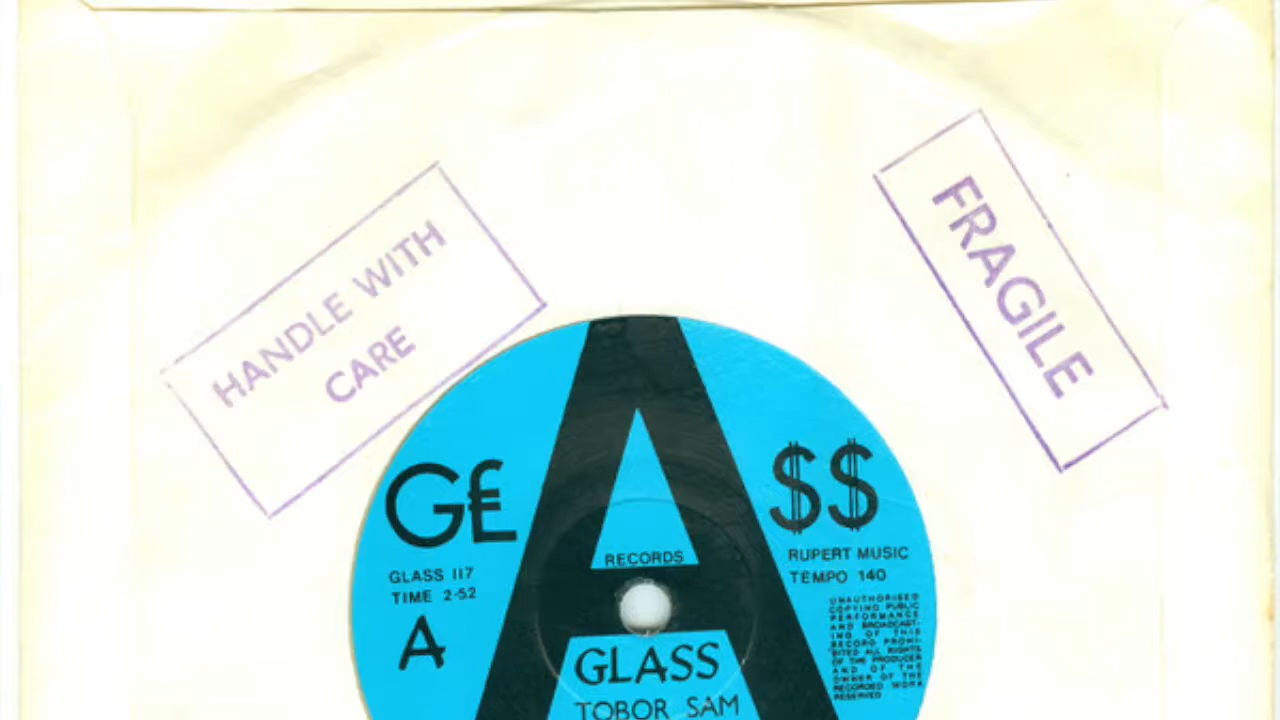 HANDLE WITH
CARE
FRAGILE
G£A$$
RECORDS
GLASS 117
TIME 2-52
A
RUPERT MUSIC
TEMPO 140
UNAUTHORISED
COPYING PUBLIC
PERFORMANCE
AND BROADCAST-
ING OF THIS
RECORD PROHI-
BITED ALL RIGHTS
OF THE PRODUCER
AND OF THE
OWNER OF THE
RECORDED WORK
RESERVED
GLASS
TOBOR SAM